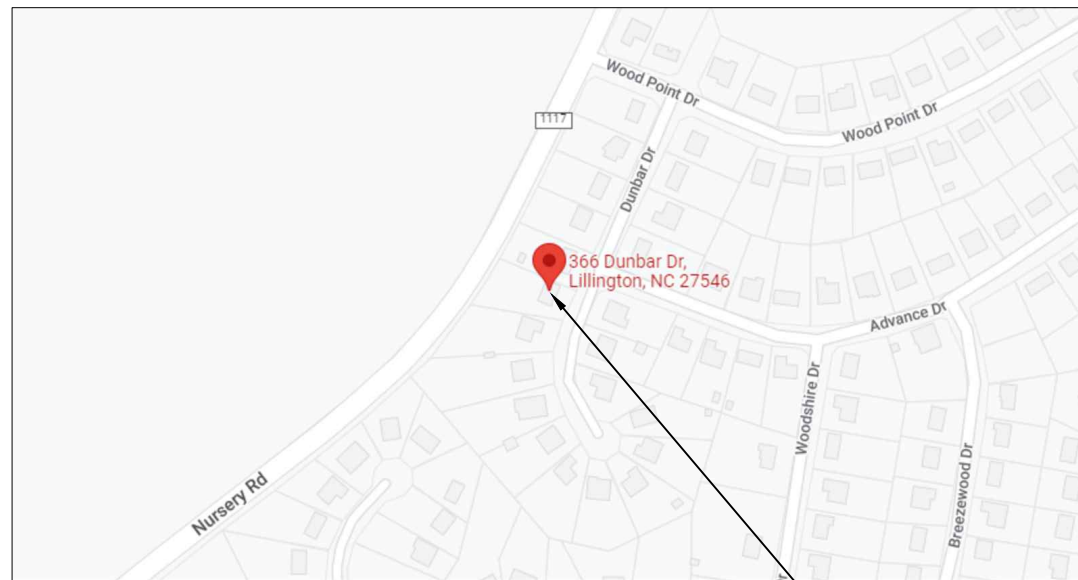 Wood Point Dr
Wood Point Dr
1117
Dunbar Dr
366 Dunbar Dr,
Lillington, NC 27546
Advance Dr
Woodshire Dr
Breezewood Dr
Nursery Rd